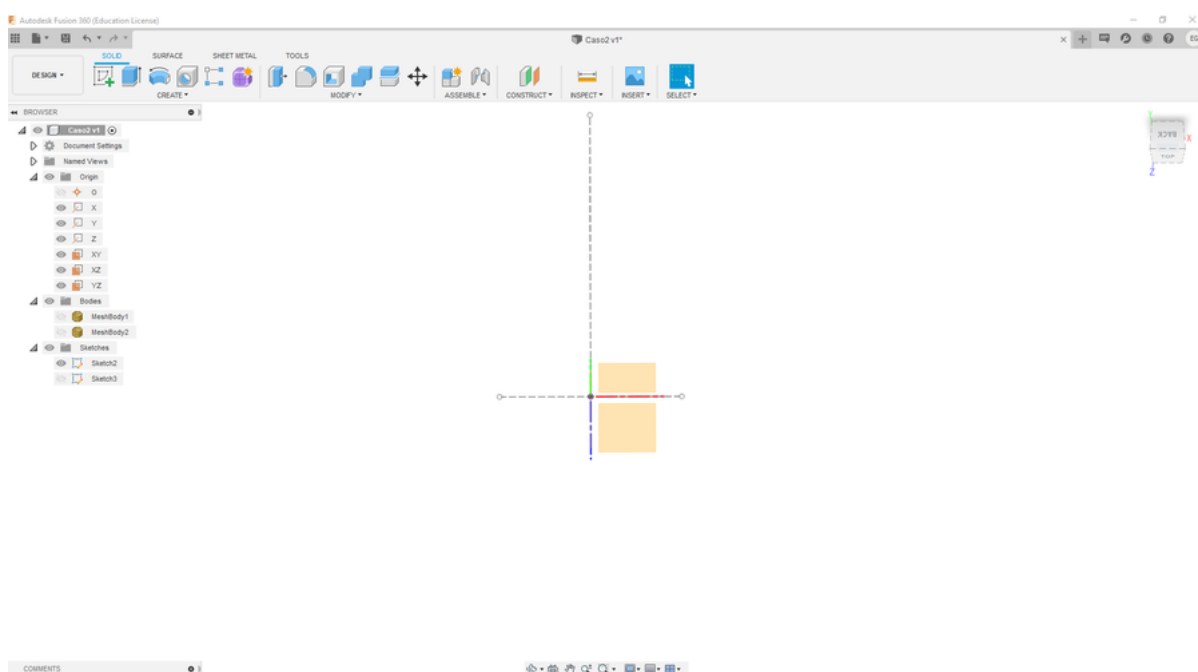 Autodesk Fusion 360 (Education License)
Caso2 v1*
EG
SOLID SURFACE SHEET METAL TOOLS
DESIGN
CREATE MODIFY ASSEMBLE CONSTRUCT INSPECT INSERT SELECT
BROWSER
Caso2 v1
Document Settings
Named Views
Origin
O
X
Y
Z
XY
XZ
YZ
Bodies
MeshBody1
MeshBody2
Sketches
Sketch2
Sketch3
Y
BACK
X
TOP
Z
COMMENTS